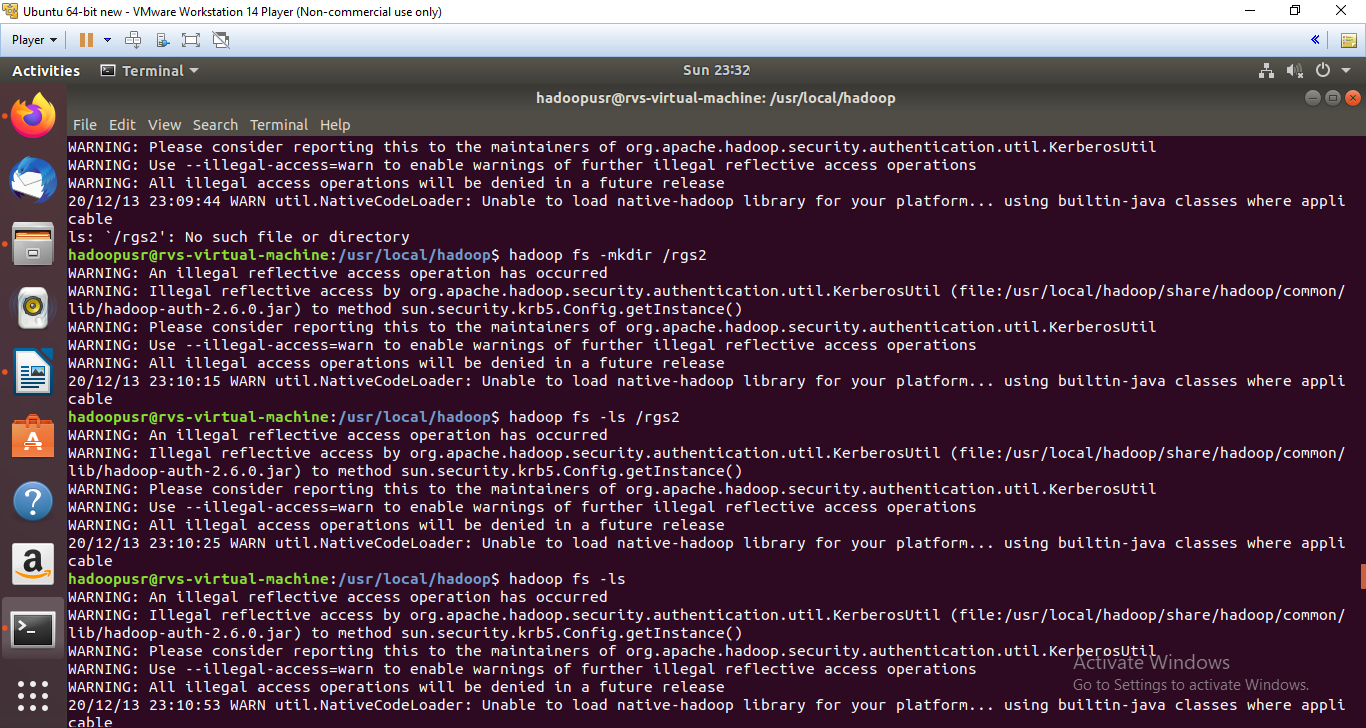 Ubuntu 64-bit new - VMware Workstation 14 Player (Non-commercial use only)
Player
Activities Terminal Sun 23:32
hadoopusr@rvs-virtual-machine: /usr/local/hadoop
File Edit View Search Terminal Help
WARNING: Please consider reporting this to the maintainers of org.apache.hadoop.security.authentication.util.KerberosUtil
WARNING: Use --illegal-access=warn to enable warnings of further illegal reflective access operations
WARNING: All illegal access operations will be denied in a future release
20/12/13 23:09:44 WARN util.NativeCodeLoader: Unable to load native-hadoop library for your platform... using builtin-java classes where appli
cable
ls: `/rgs2': No such file or directory
hadoopusr@rvs-virtual-machine:/usr/local/hadoop$ hadoop fs -mkdir /rgs2
WARNING: An illegal reflective access operation has occurred
WARNING: Illegal reflective access by org.apache.hadoop.security.authentication.util.KerberosUtil (file:/usr/local/hadoop/share/hadoop/common/
lib/hadoop-auth-2.6.0.jar) to method sun.security.krb5.Config.getInstance()
WARNING: Please consider reporting this to the maintainers of org.apache.hadoop.security.authentication.util.KerberosUtil
WARNING: Use --illegal-access=warn to enable warnings of further illegal reflective access operations
WARNING: All illegal access operations will be denied in a future release
20/12/13 23:10:15 WARN util.NativeCodeLoader: Unable to load native-hadoop library for your platform... using builtin-java classes where appli
cable
hadoopusr@rvs-virtual-machine:/usr/local/hadoop$ hadoop fs -ls /rgs2
WARNING: An illegal reflective access operation has occurred
WARNING: Illegal reflective access by org.apache.hadoop.security.authentication.util.KerberosUtil (file:/usr/local/hadoop/share/hadoop/common/
lib/hadoop-auth-2.6.0.jar) to method sun.security.krb5.Config.getInstance()
WARNING: Please consider reporting this to the maintainers of org.apache.hadoop.security.authentication.util.KerberosUtil
WARNING: Use --illegal-access=warn to enable warnings of further illegal reflective access operations
WARNING: All illegal access operations will be denied in a future release
20/12/13 23:10:25 WARN util.NativeCodeLoader: Unable to load native-hadoop library for your platform... using builtin-java classes where appli
cable
hadoopusr@rvs-virtual-machine:/usr/local/hadoop$ hadoop fs -ls
WARNING: An illegal reflective access operation has occurred
WARNING: Illegal reflective access by org.apache.hadoop.security.authentication.util.KerberosUtil (file:/usr/local/hadoop/share/hadoop/common/
lib/hadoop-auth-2.6.0.jar) to method sun.security.krb5.Config.getInstance()
WARNING: Please consider reporting this to the maintainers of org.apache.hadoop.security.authentication.util.KerberosUtil
WARNING: Use --illegal-access=warn to enable warnings of further illegal reflective access operations
WARNING: All illegal access operations will be denied in a future release
20/12/13 23:10:53 WARN util.NativeCodeLoader: Unable to load native-hadoop library for your platform... using builtin-java classes where appli
cable
Activate Windows
Go to Settings to activate Windows.